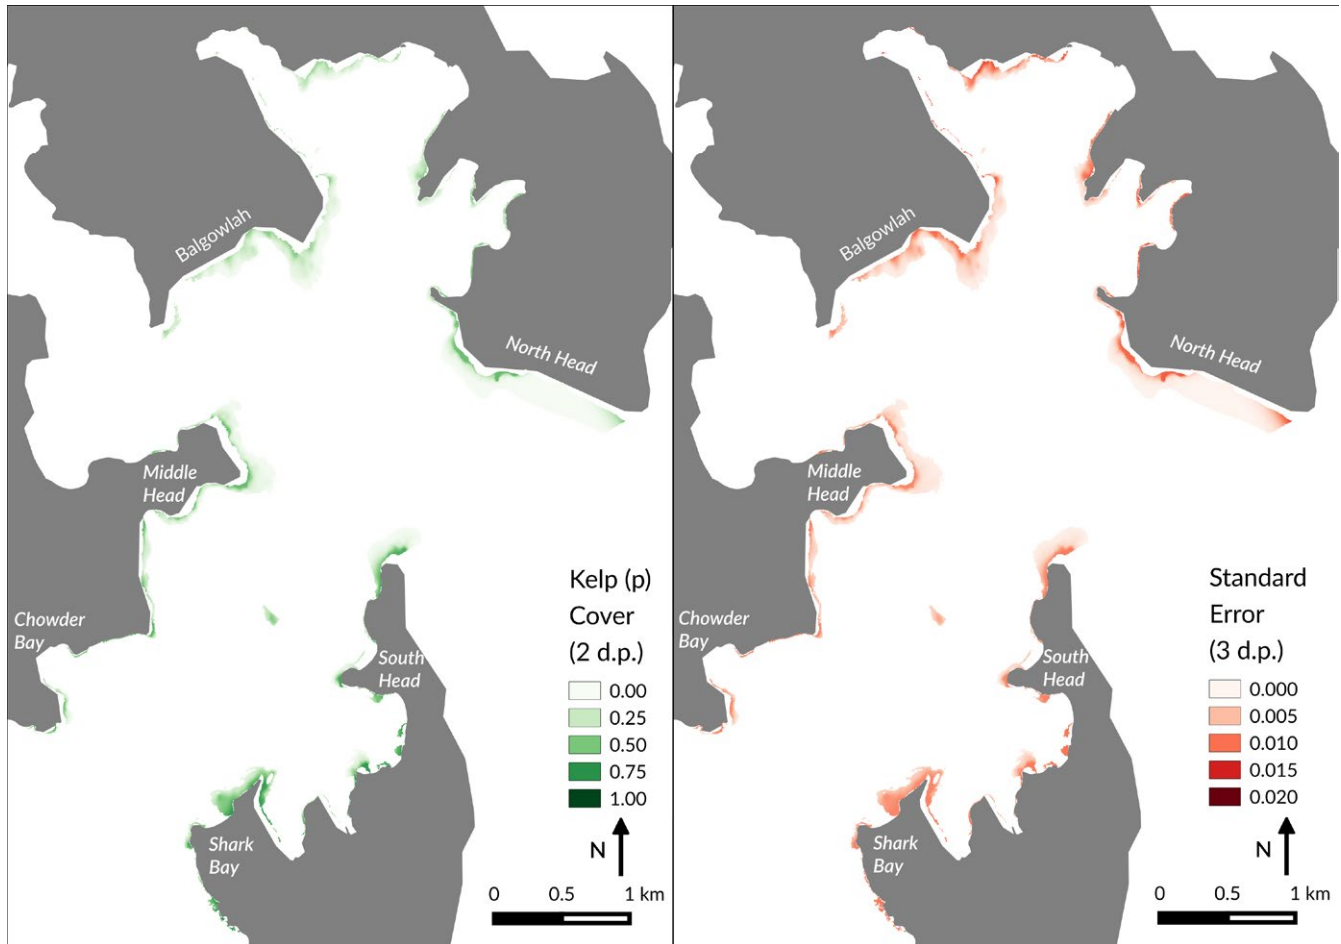 Balgowlah
North Head
Middle
Head
Chowder
Bay
South
Head
Shark
Bay
Kelp (p)
Cover
(2 d.p.)
0.00
0.25
0.50
0.75
1.00
N
0 0.5 1 km
Balgowlah
North Head
Middle
Head
Chowder
Bay
South
Head
Shark
Bay
Standard
Error
(3 d.p.)
0.000
0.005
0.010
0.015
0.020
N
0 0.5 1 km